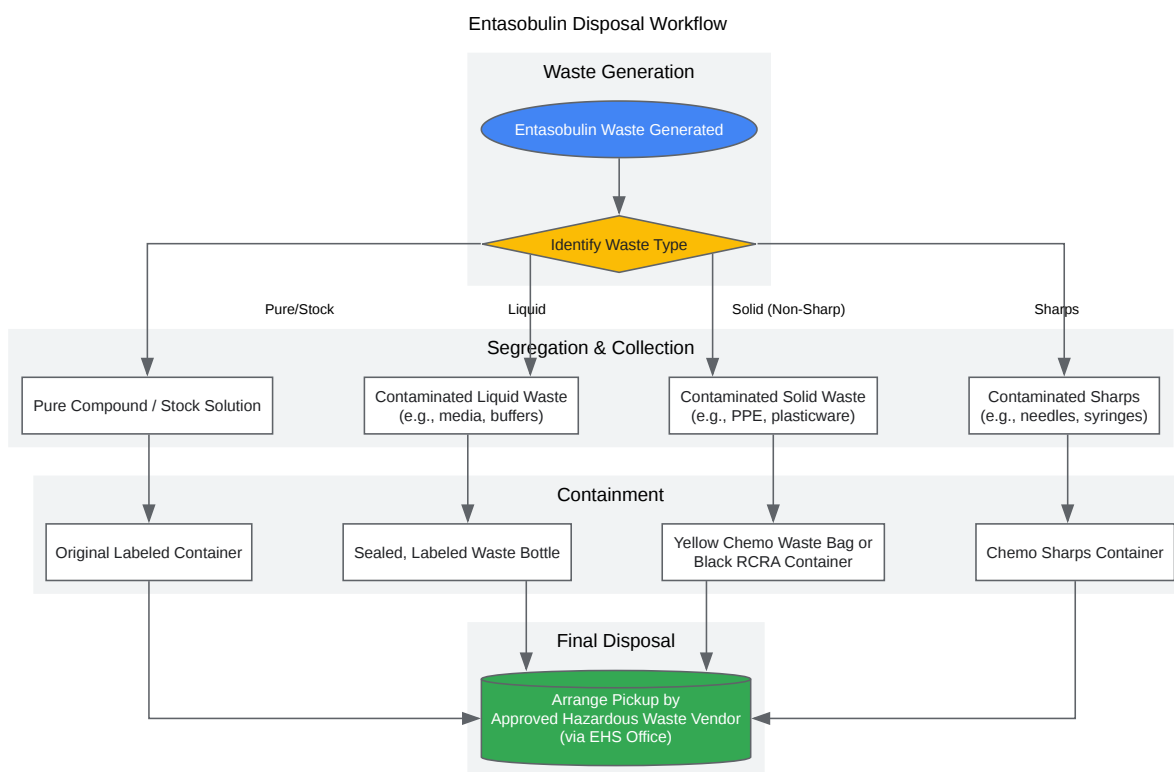 Entasobulin Disposal Workflow
Waste Generation
Entasobulin Waste Generated
Identify Waste Type
Pure/Stock
Liquid
Solid (Non-Sharp)
Sharps
Segregation & Collection
Pure Compound / Stock Solution
Contaminated Liquid Waste
(e.g., media, buffers)
Contaminated Solid Waste
(e.g., PPE, plasticware)
Contaminated Sharps
(e.g., needles, syringes)
Containment
Original Labeled Container
Sealed, Labeled Waste Bottle
Yellow Chemo Waste Bag or
Black RCRA Container
Chemo Sharps Container
Final Disposal
Arrange Pickup by
Approved Hazardous Waste Vendor
(via EHS Office)